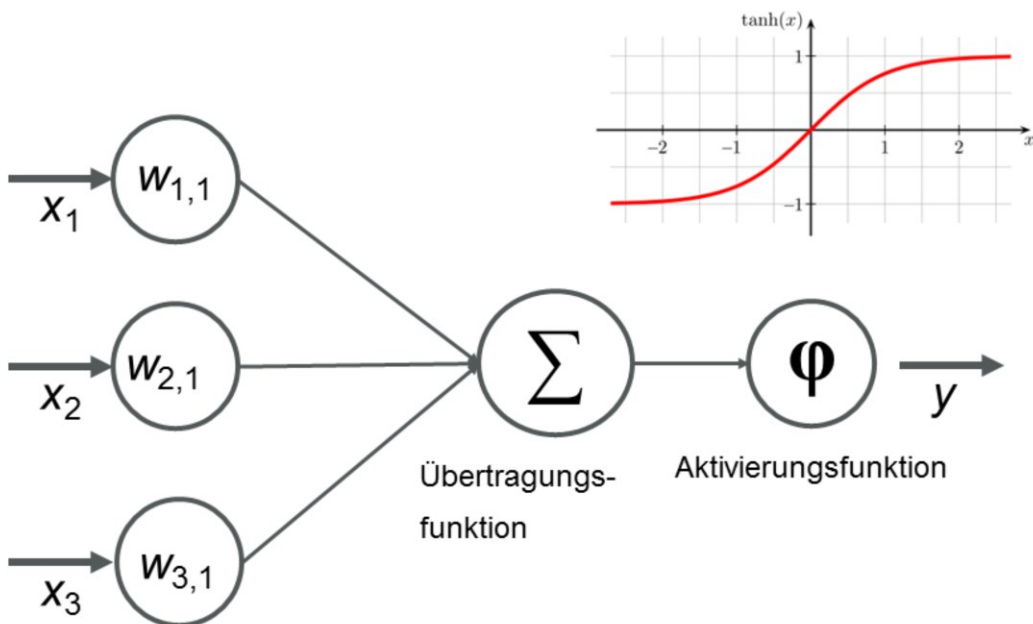 tanh(x)
1
−2
−1
1
2
x
−1
x₁
w₁,₁
x₂
w₂,₁
x₃
w₃,₁
∑
φ
y
Übertragungs-
funktion
Aktivierungsfunktion